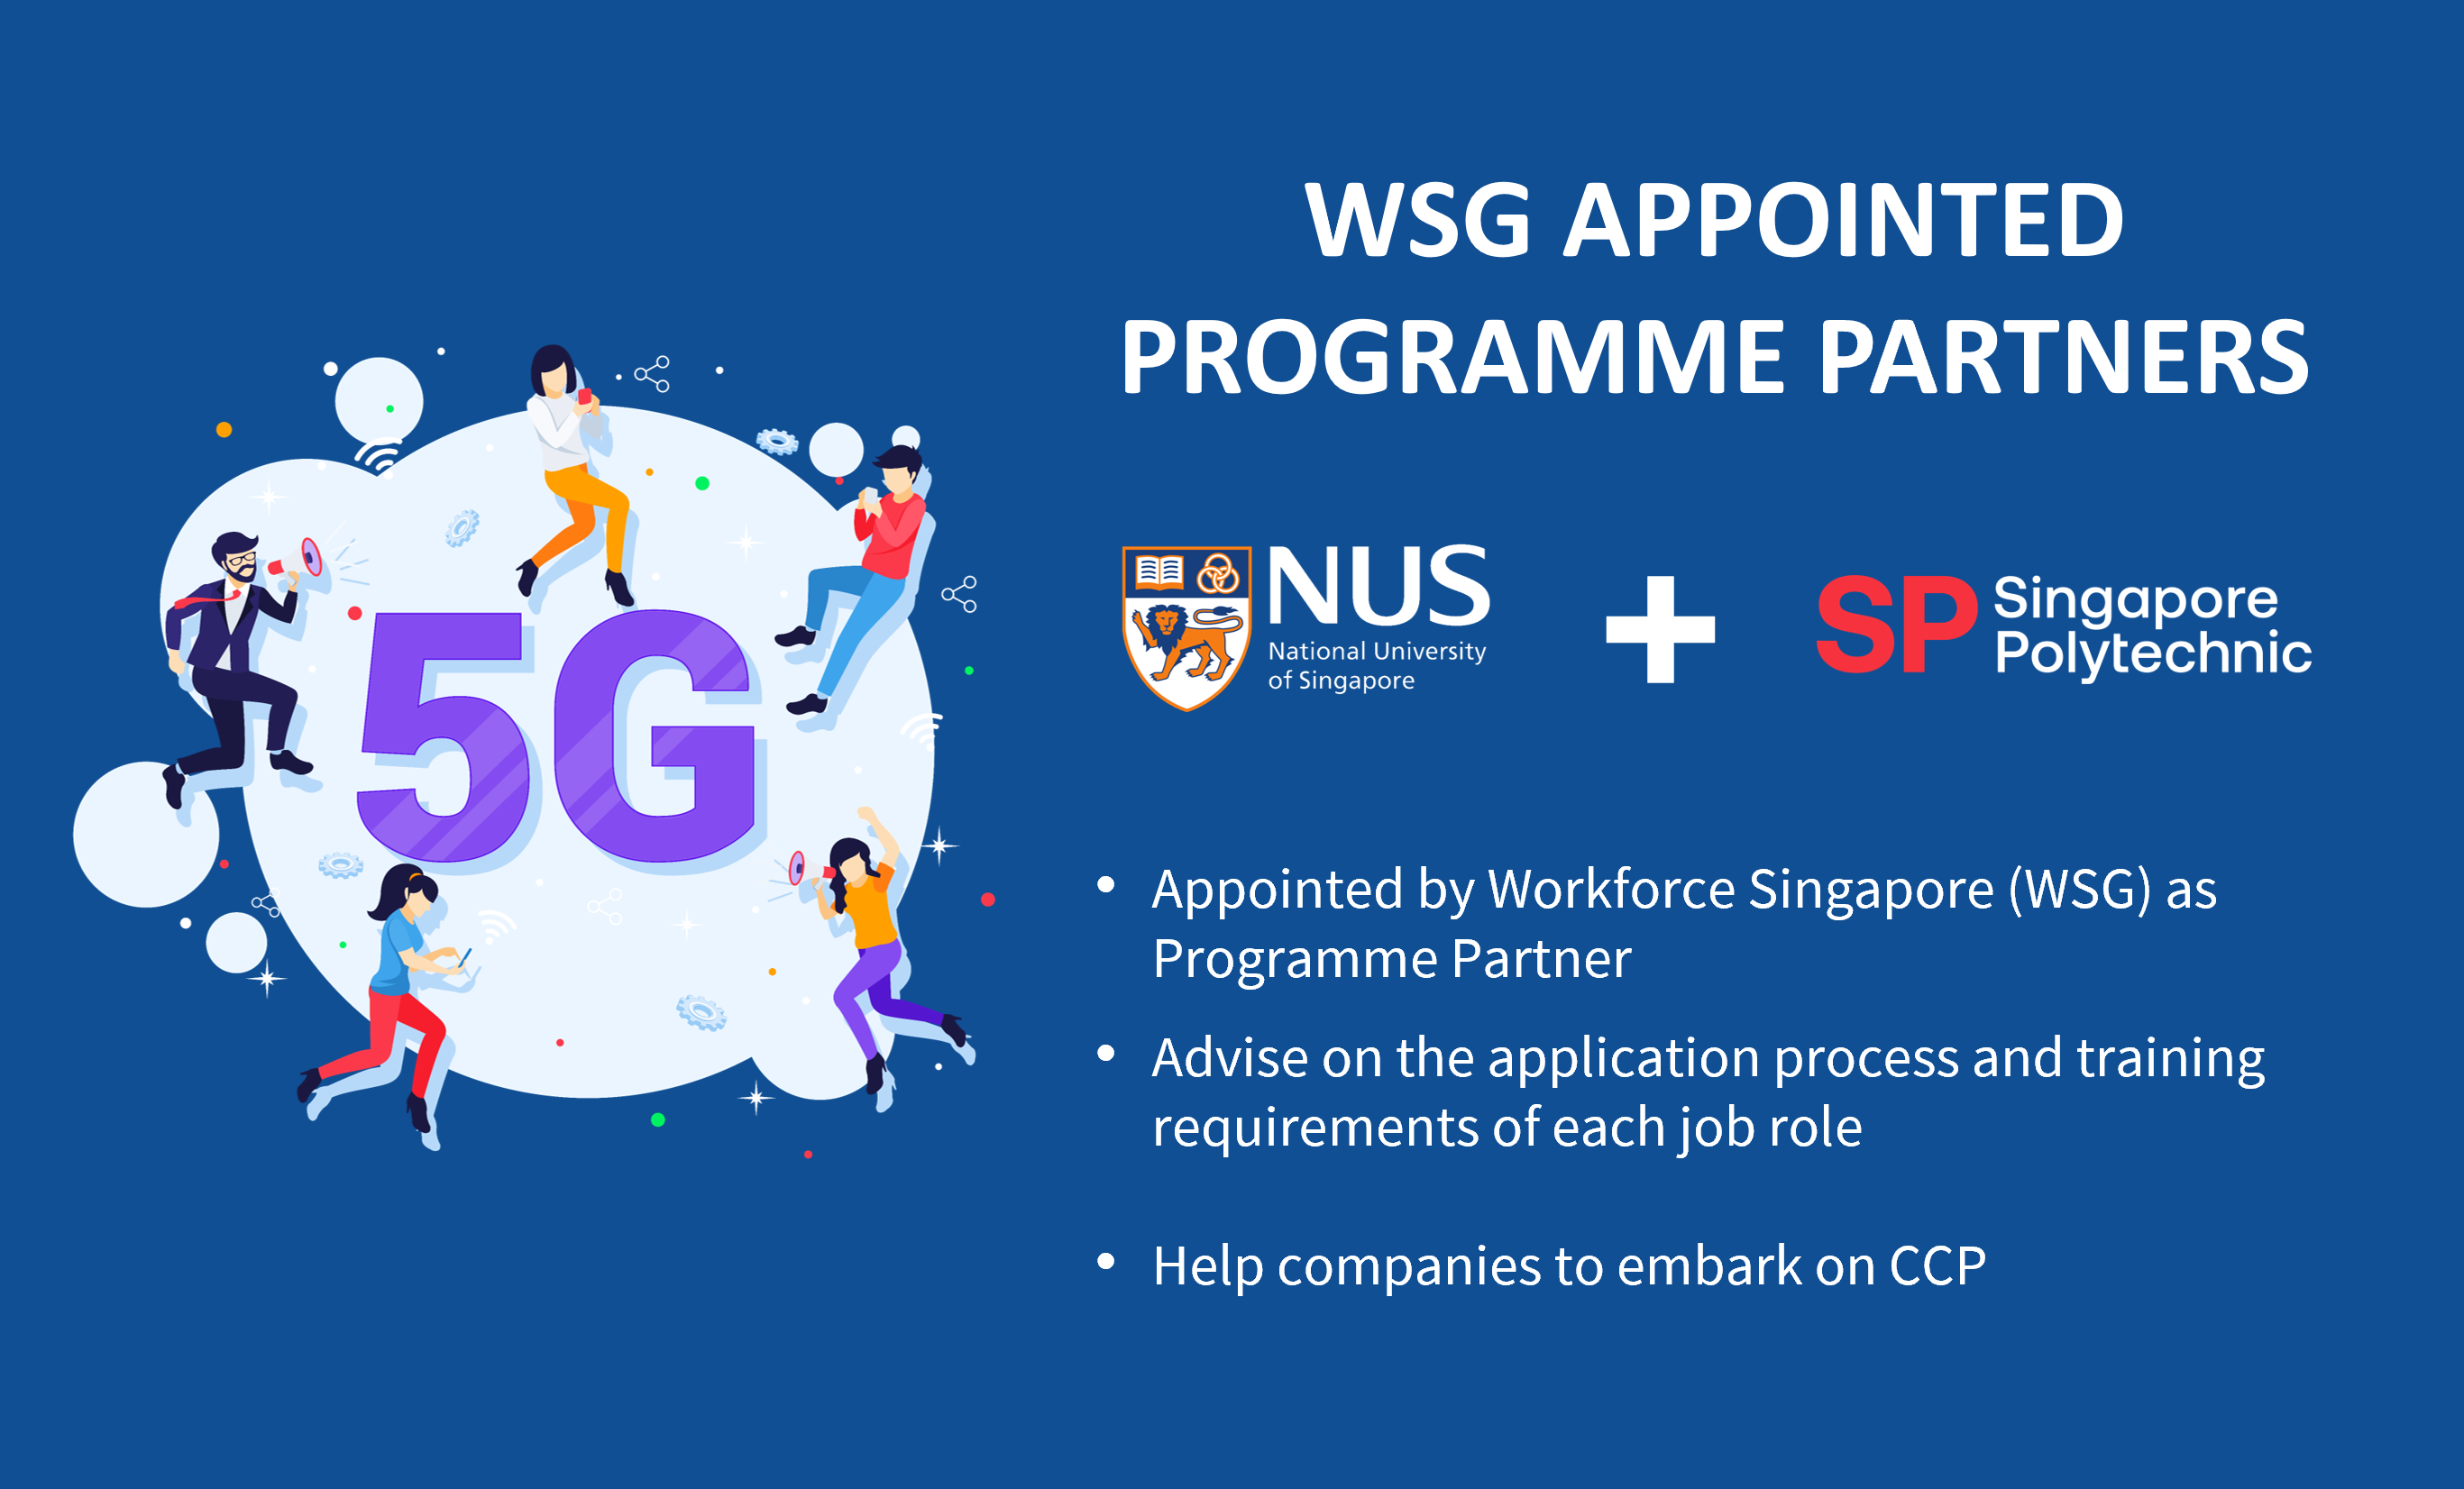 WSG APPOINTED
PROGRAMME PARTNERS
5G
NUS
National University
of Singapore
+
SP Singapore
Polytechnic
• Appointed by Workforce Singapore (WSG) as
Programme Partner
• Advise on the application process and training
requirements of each job role
• Help companies to embark on CCP